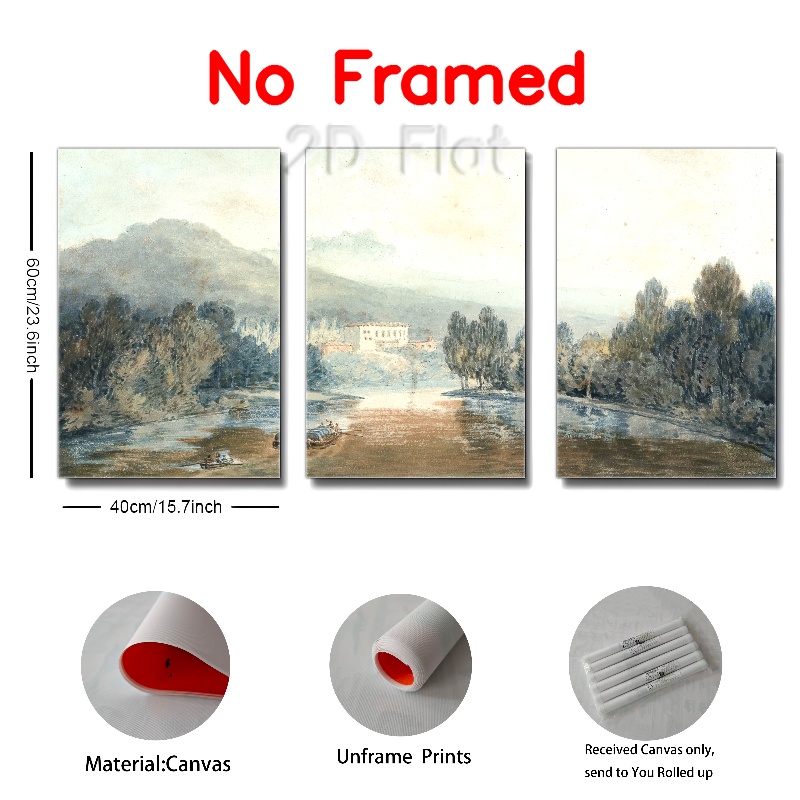 No Framed
2D Flat
60cm/23.6inch
40cm/15.7inch
Material:Canvas
Unframe Prints
Received Canvas only,
send to You Rolled up